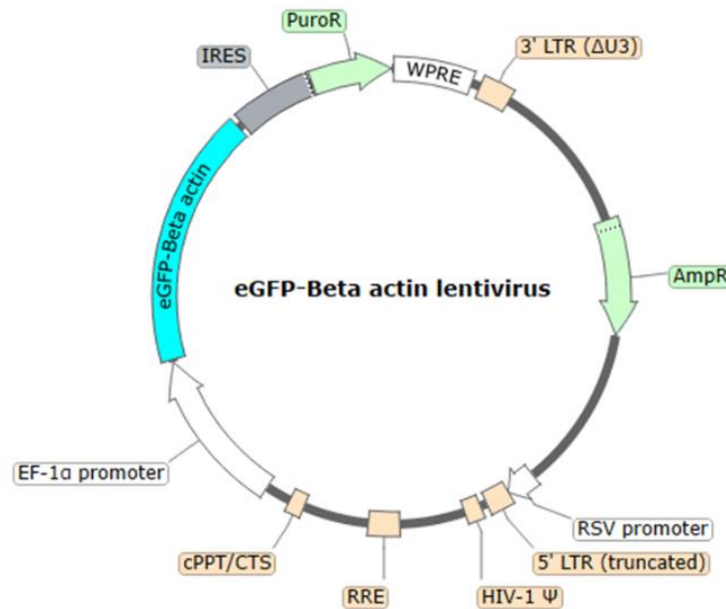 PuroR
3' LTR (ΔU3)
IRES
WPRE
eGFP-Beta actin
eGFP-Beta actin lentivirus
AmpR
EF-1α promoter
RSV promoter
cPPT/CTS
5' LTR (truncated)
RRE
HIV-1 Ψ